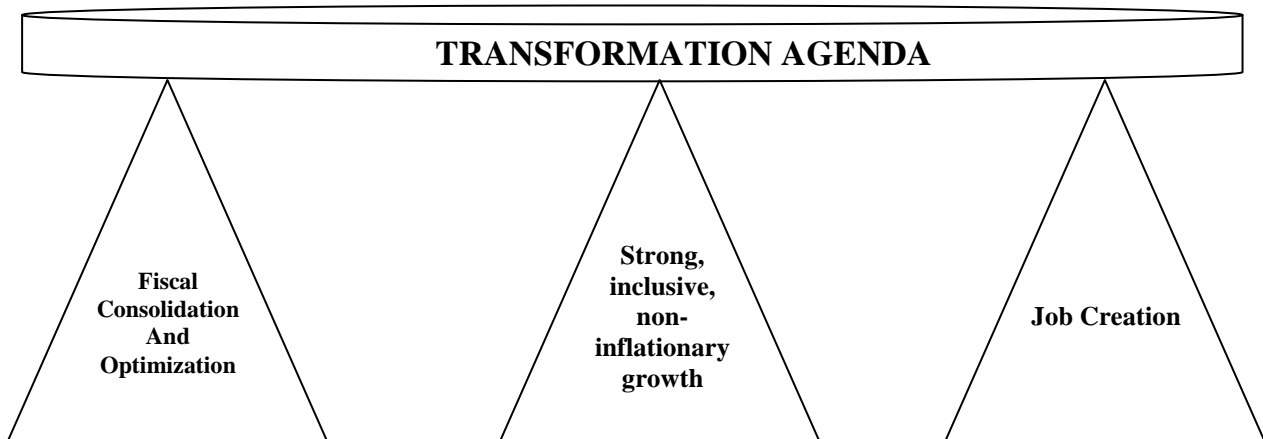 TRANSFORMATION AGENDA
Fiscal
Consolidation
And
Optimization
Strong,
inclusive,
non-
inflationary
growth
Job Creation